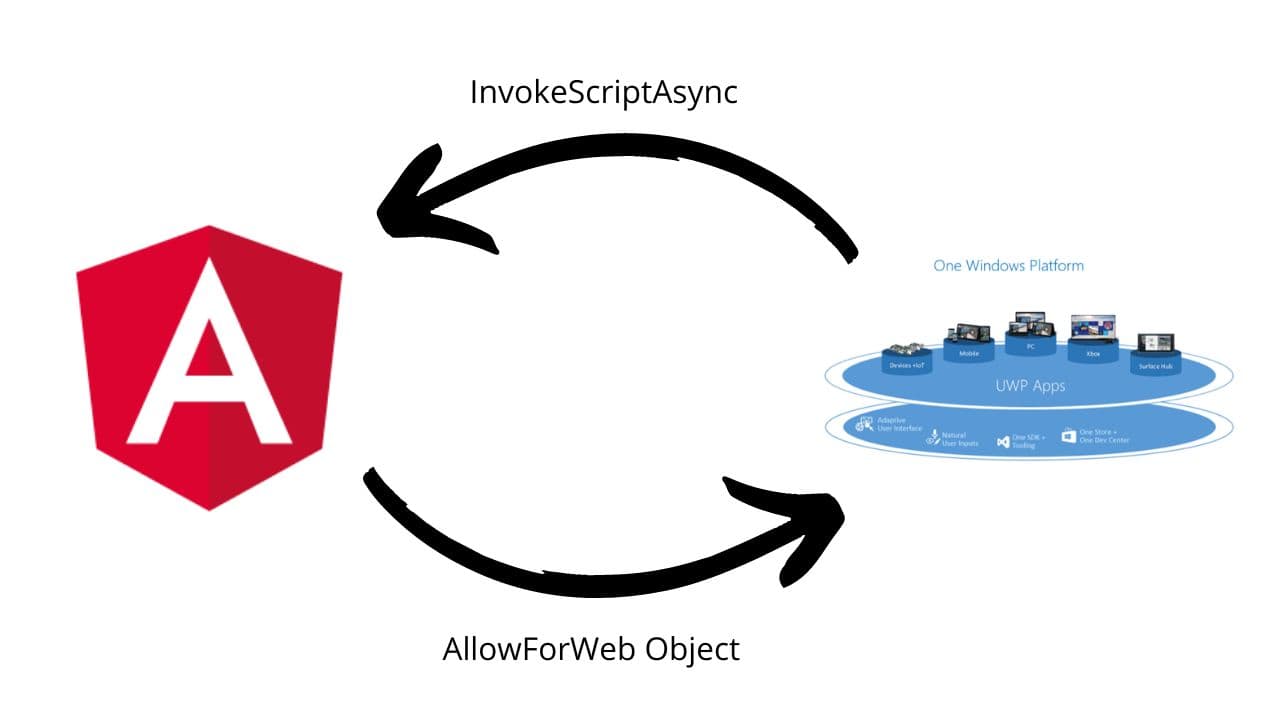 InvokeScriptAsync
A
One Windows Platform
PC
Mobile
Xbox
Devices +IoT
Surface Hub
UWP Apps
Adaptive
User Interface
Natural
User Inputs
One SDK +
Tooling
One Store +
One Dev Center
AllowForWeb Object